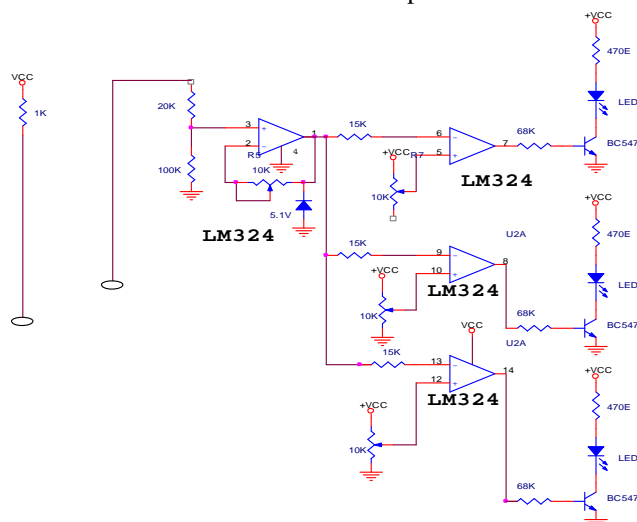 +VCC
470E
LED
BC547
VCC
1K
20K
100K
3
2
1
4
R5
10K
5.1V
LM324
15K
+VCC
R7
10K
6
5
7
68K
LM324
15K
+VCC
10K
9
10
8
U2A
LM324
68K
+VCC
470E
LED
BC547
U2A
VCC
15K
13
12
14
LM324
+VCC
10K
68K
+VCC
470E
LED
BC547